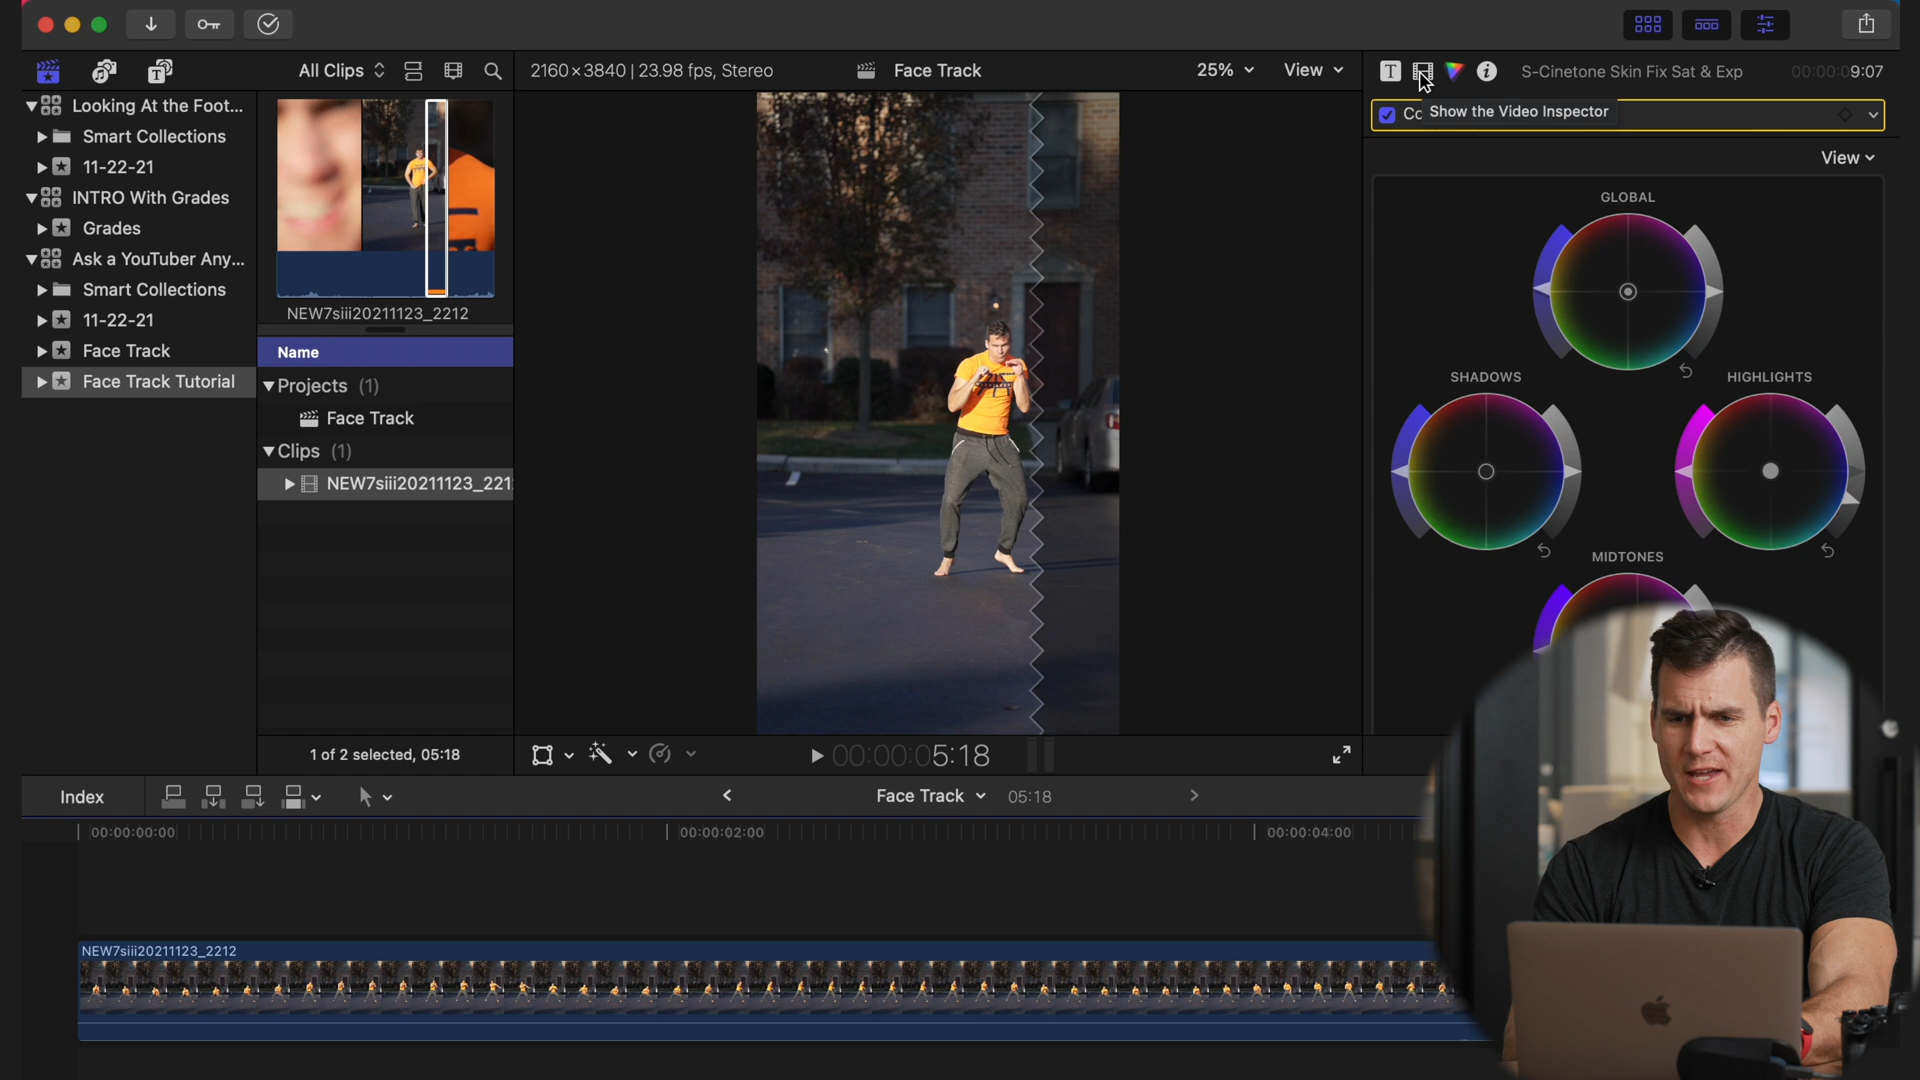 All Clips
2160×3840 | 23.98 fps, Stereo
Face Track
25%
View
T
S-Cinetone Skin Fix Sat & Exp
00:00:09:07
Show the Video Inspector
View
Looking At the Foot...
Smart Collections
11-22-21
INTRO With Grades
Grades
Ask a YouTuber Any...
Smart Collections
11-22-21
Face Track
Face Track Tutorial
NEW7siii20211123_2212
Name
Projects (1)
Face Track
Clips (1)
NEW7siii20211123_221
1 of 2 selected, 05:18
00:00:05:18
GLOBAL
SHADOWS
HIGHLIGHTS
MIDTONES
Index
Face Track
05:18
00:00:00:00
00:00:02:00
00:00:04:00
NEW7siii20211123_2212